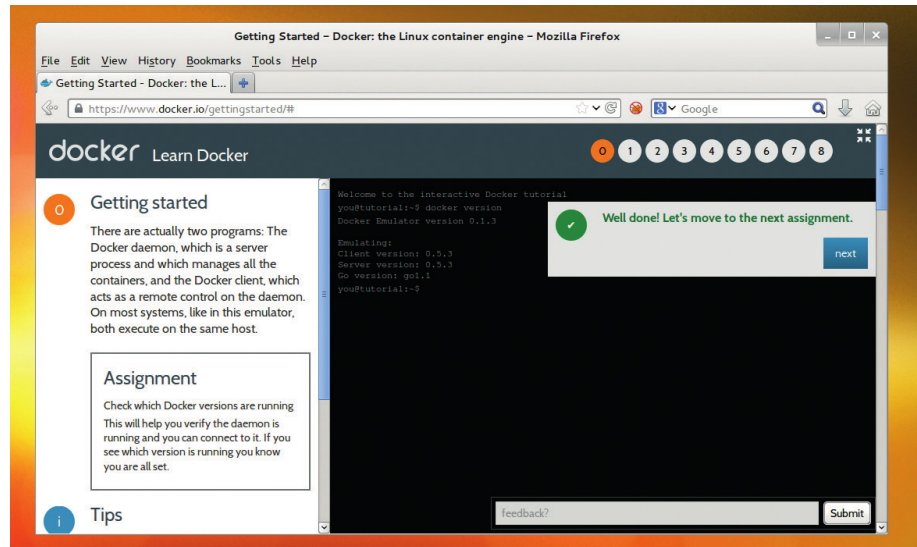 Getting Started - Docker: the Linux container engine - Mozilla Firefox
File Edit View History Bookmarks Tools Help
Getting Started - Docker: the L...
https://www.docker.io/gettingstarted/#
Google
docker Learn Docker
0 1 2 3 4 5 6 7 8
0
Getting started
There are actually two programs: The
Docker daemon, which is a server
process and which manages all the
containers, and the Docker client, which
acts as a remote control on the daemon.
On most systems, like in this emulator,
both execute on the same host.
Assignment
Check which Docker versions are running
This will help you verify the daemon is
running and you can connect to it. If you
see which version is running you know
you are all set.
i
Tips
Welcome to the interactive Docker tutorial
you@tutorial:~$ docker version
Docker Emulator version 0.1.3
Emulating:
Client version: 0.5.3
Server version: 0.5.3
Go version: go1.1
you@tutorial:~$
Well done! Let's move to the next assignment.
next
feedback?
Submit